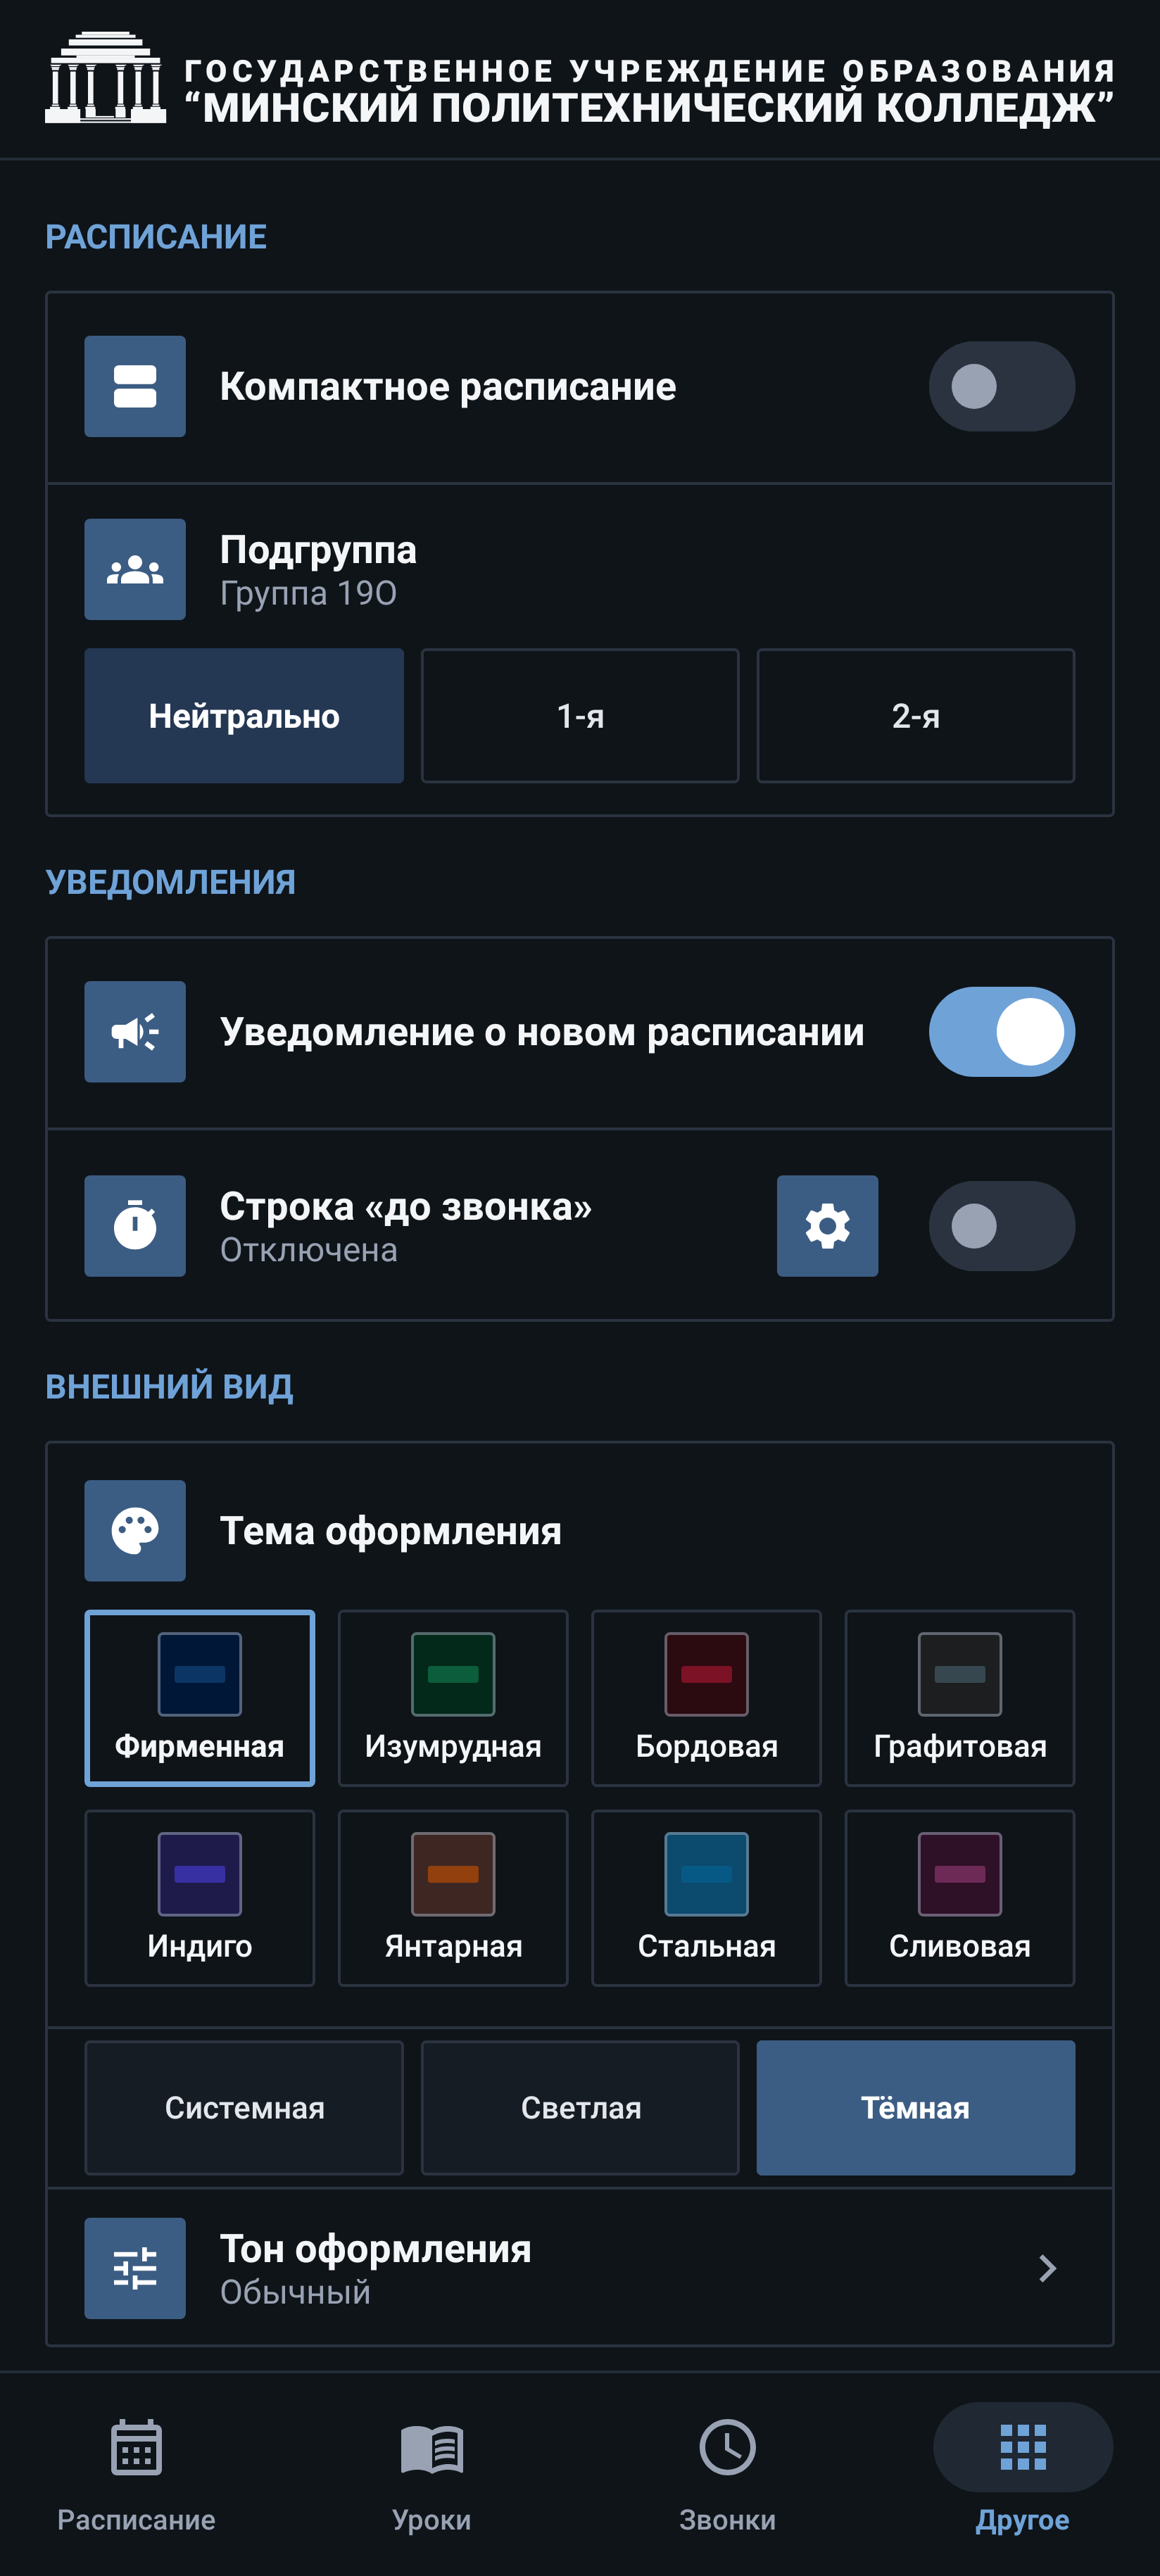 ГОСУДАРСТВЕННОЕ УЧРЕЖДЕНИЕ ОБРАЗОВАНИЯ
“МИНСКИЙ ПОЛИТЕХНИЧЕСКИЙ КОЛЛЕДЖ”
РАСПИСАНИЕ
Компактное расписание
Подгруппа
Группа 19О
Нейтрально
1-я
2-я
УВЕДОМЛЕНИЯ
Уведомление о новом расписании
Строка «до звонка»
Отключена
ВНЕШНИЙ ВИД
Тема оформления
Фирменная
Изумрудная
Бордовая
Графитовая
Индиго
Янтарная
Стальная
Сливовая
Системная
Светлая
Тёмная
Тон оформления
Обычный
Расписание
Уроки
Звонки
Другое